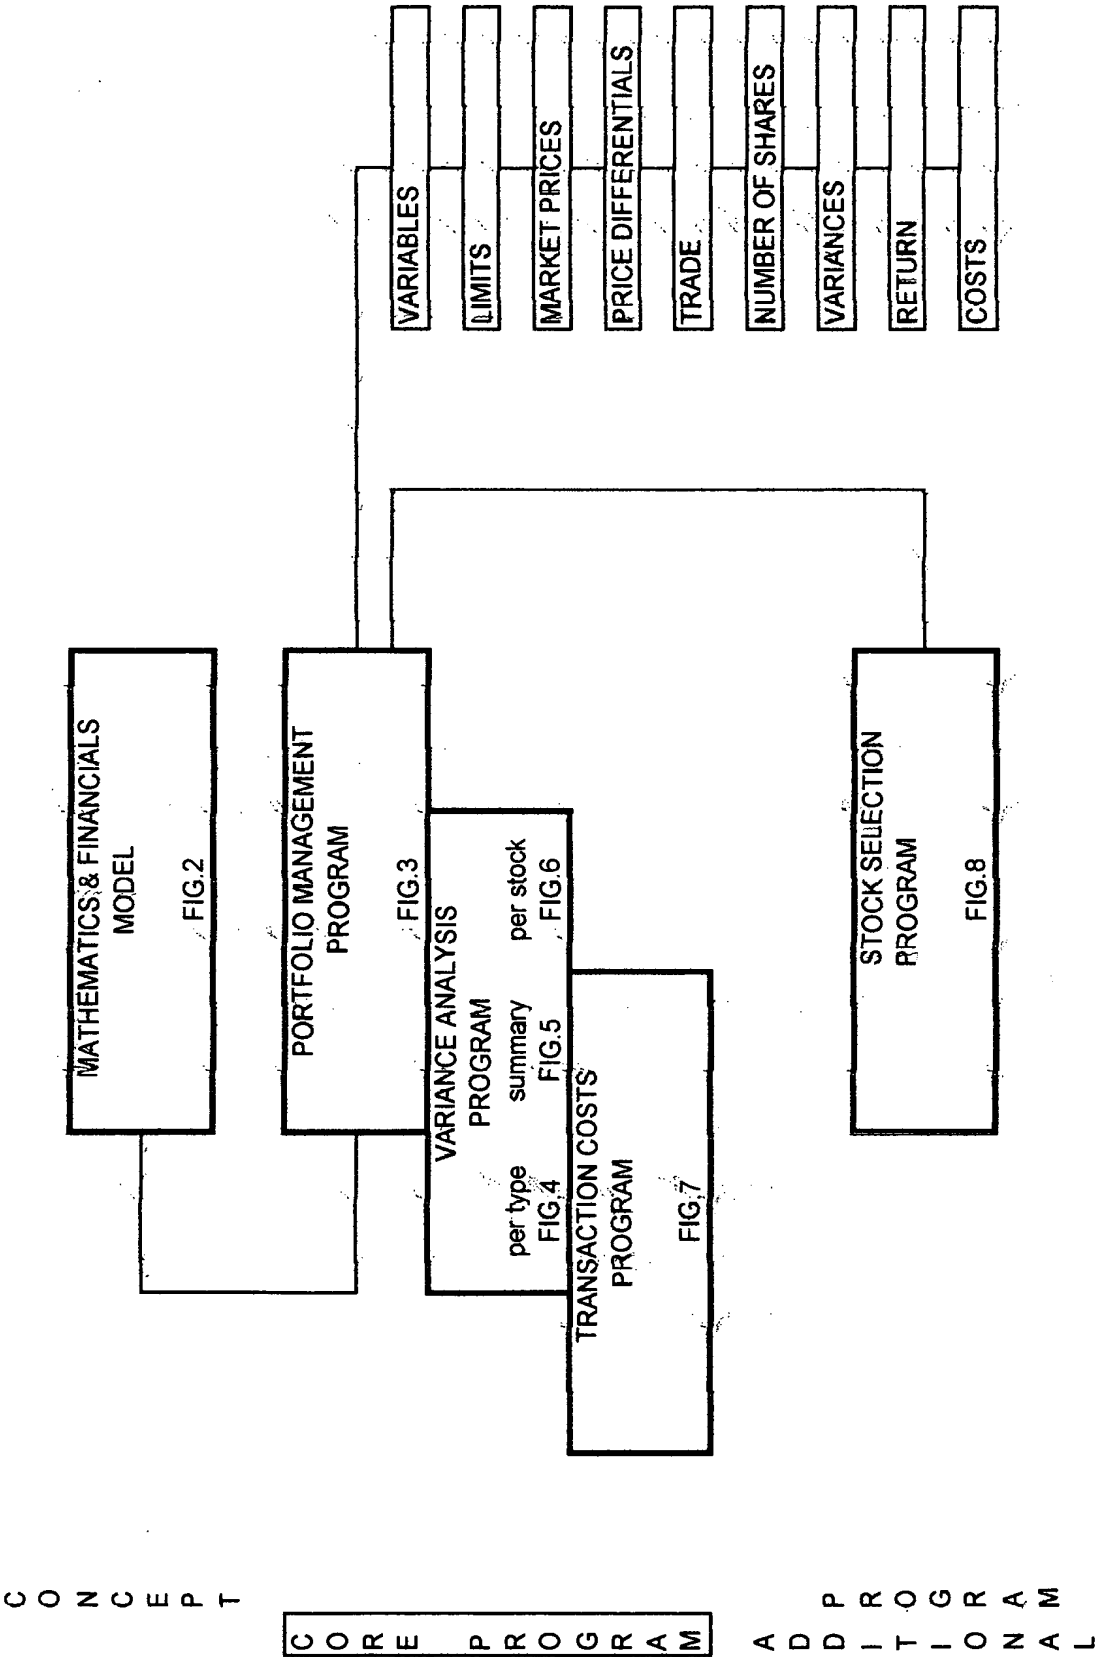 CONCEPT
MATHEMATICS & FINANCIALS
MODEL
FIG.2
CORE PROGRAM
PORTFOLIO MANAGEMENT
PROGRAM
FIG.3
VARIANCE ANALYSIS
PROGRAM
per type summary per stock
FIG.4 FIG.5 FIG.6
TRANSACTION COSTS
PROGRAM
FIG.7
VARIABLES
LIMITS
MARKET PRICES
PRICE DIFFERENTIALS
TRADE
NUMBER OF SHARES
VARIANCES
RETURN
COSTS
ADDITIONAL
PROGRAM
STOCK SELECTION
PROGRAM
FIG.8